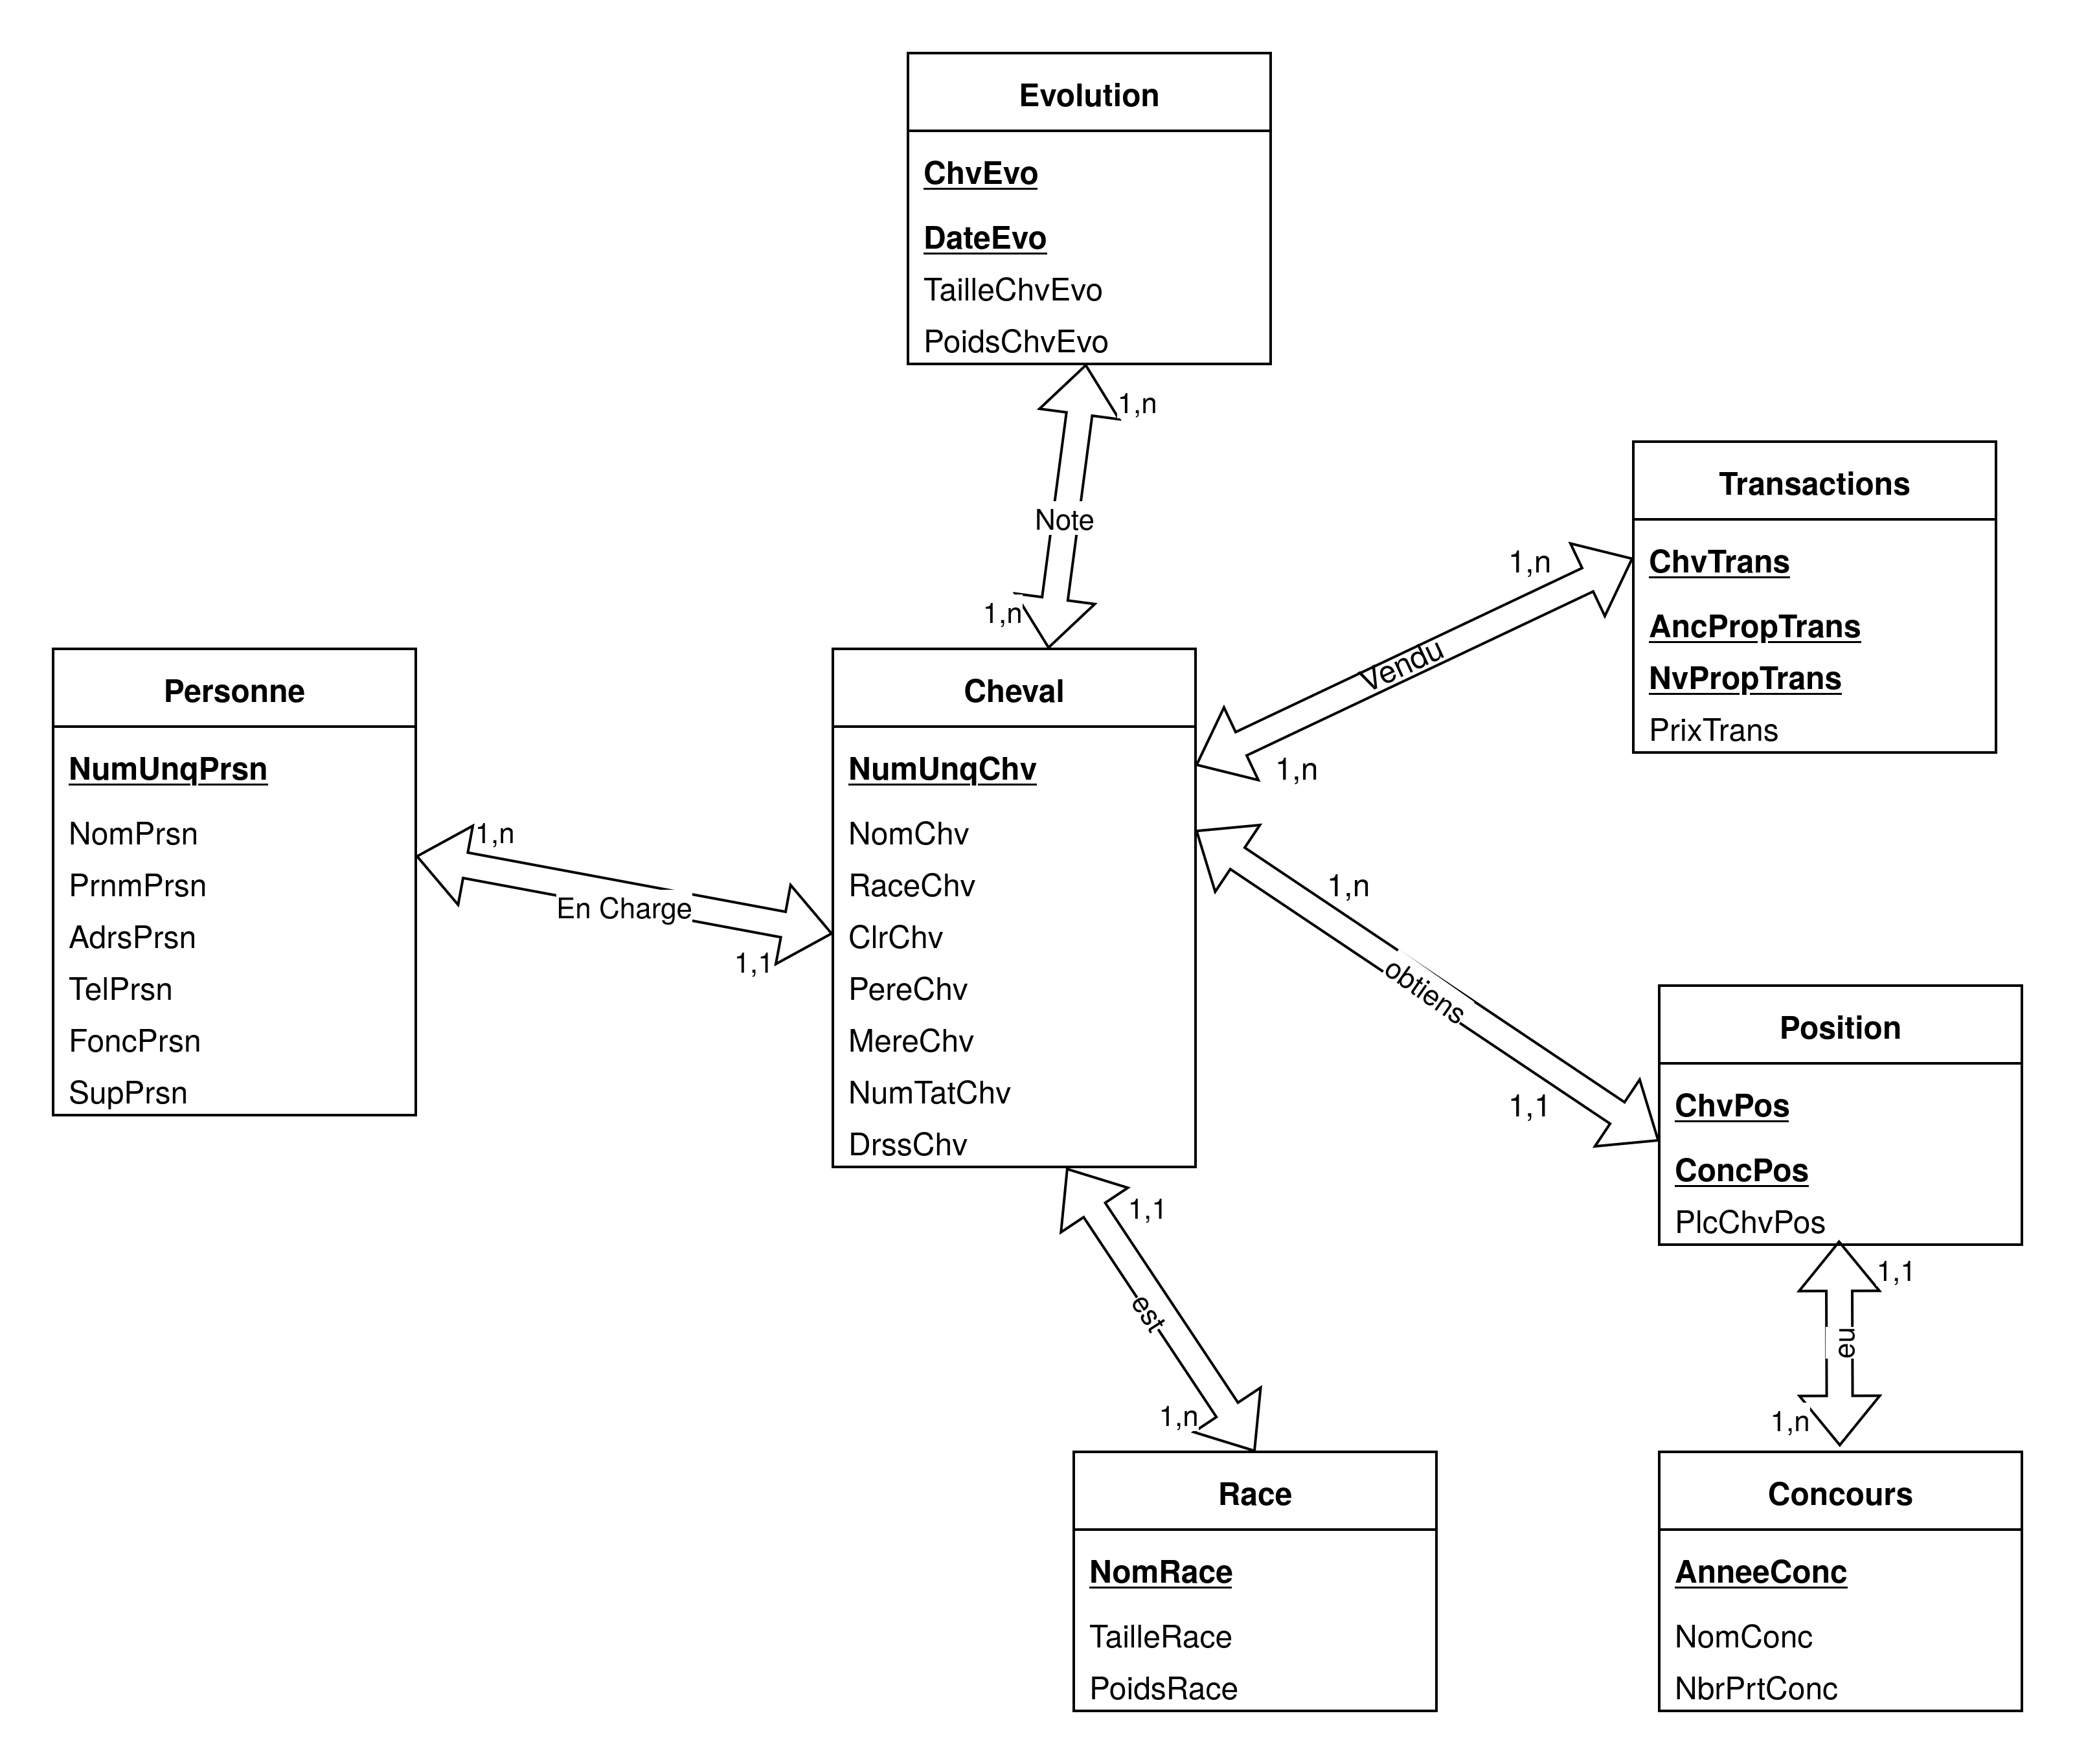 Evolution
ChvEvo
DateEvo
TailleChvEvo
PoidsChvEvo
1,n
Note
1,n
Transactions
ChvTrans
AncPropTrans
NvPropTrans
PrixTrans
1,n
Vendu
1,n
Personne
NumUnqPrsn
NomPrsn
PrnmPrsn
AdrsPrsn
TelPrsn
FoncPrsn
SupPrsn
1,n
En Charge
1,1
Cheval
NumUnqChv
NomChv
RaceChv
ClrChv
PereChv
MereChv
NumTatChv
DrssChv
1,n
obtiens
1,1
Position
ChvPos
ConcPos
PlcChvPos
1,1
eu
1,n
1,1
est
1,n
Race
NomRace
TailleRace
PoidsRace
Concours
AnneeConc
NomConc
NbrPrtConc